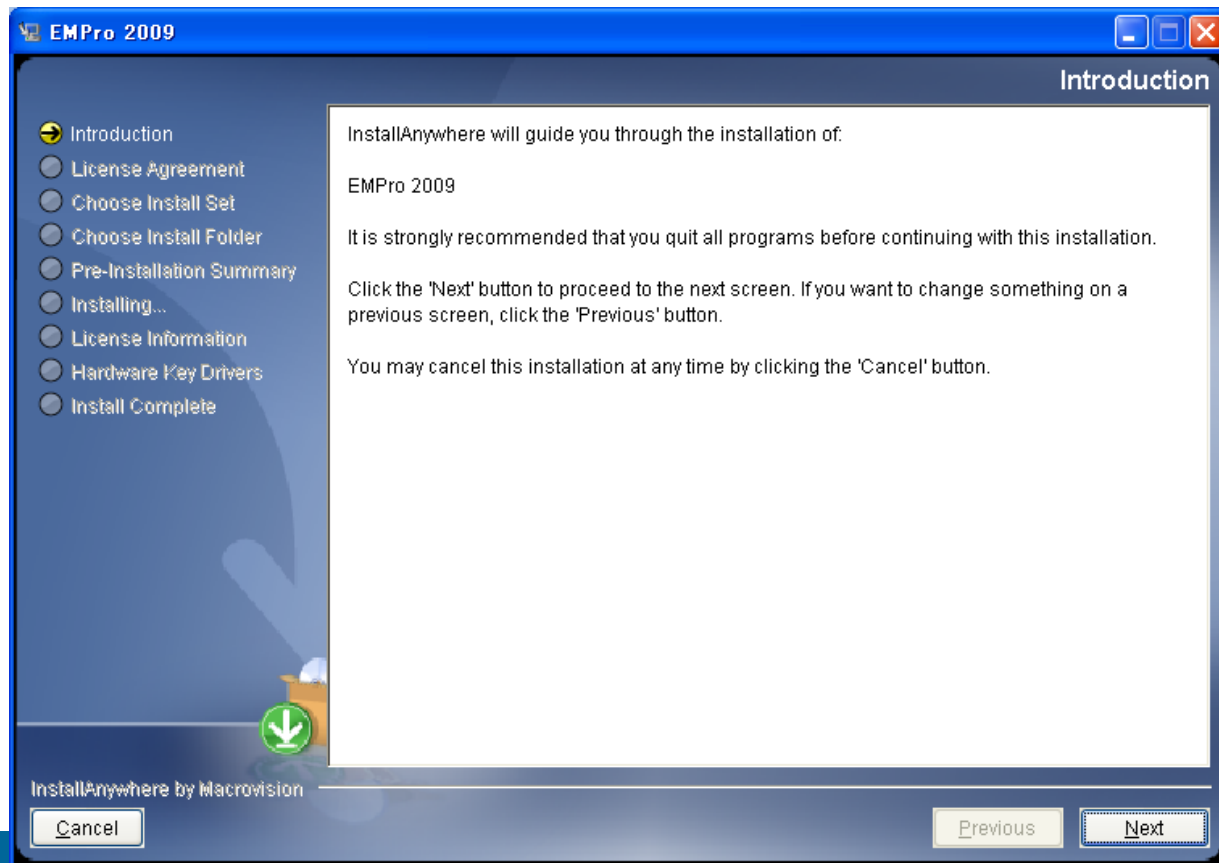 EMPro 2009
Introduction
Introduction
License Agreement
Choose Install Set
Choose Install Folder
Pre-Installation Summary
Installing...
License Information
Hardware Key Drivers
Install Complete
InstallAnywhere will guide you through the installation of:
EMPro 2009
It is strongly recommended that you quit all programs before continuing with this installation.
Click the 'Next' button to proceed to the next screen. If you want to change something on a
previous screen, click the 'Previous' button.
You may cancel this installation at any time by clicking the 'Cancel' button.
InstallAnywhere by Macrovision
Cancel
Previous
Next